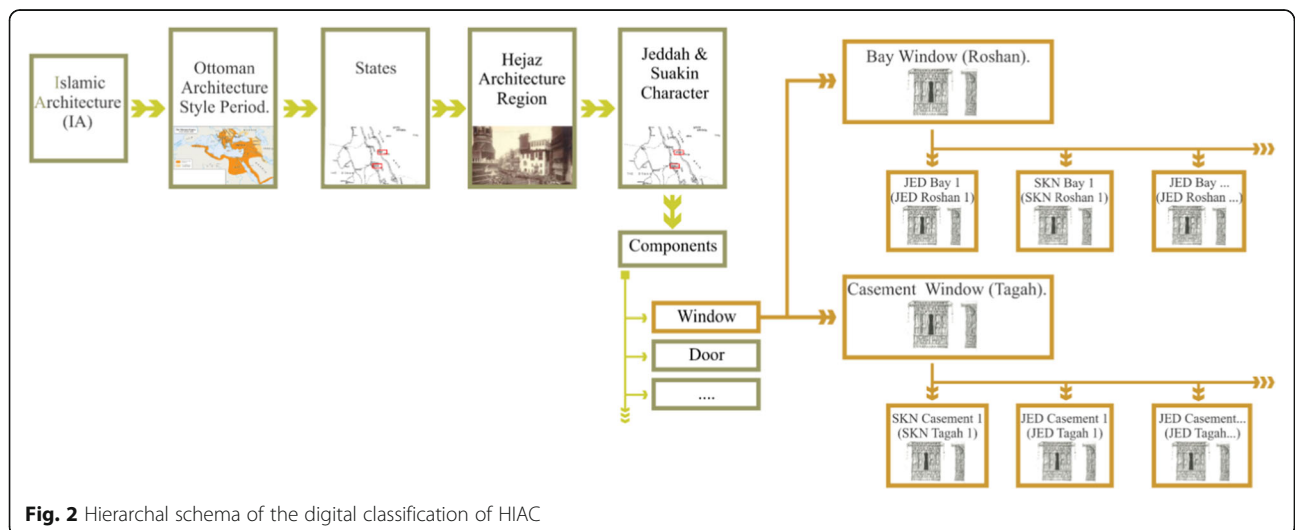 Islamic
Architecture
(IA)
Ottoman
Architecture
Style Period.
States
Hejaz
Architecture
Region
Jeddah &
Suakin
Character
Components
Window
Door
....
Bay Window (Roshan).
JED Bay 1
(JED Roshan 1)
SKN Bay 1
(SKN Roshan 1)
JED Bay ...
(JED Roshan ...)
Casement Window (Tagah).
SKN Casement 1
(SKN Tagah 1)
JED Casement 1
(JED Tagah 1)
JED Casement...
(JED Tagah...)
Fig. 2 Hierarchal schema of the digital classification of HIAC